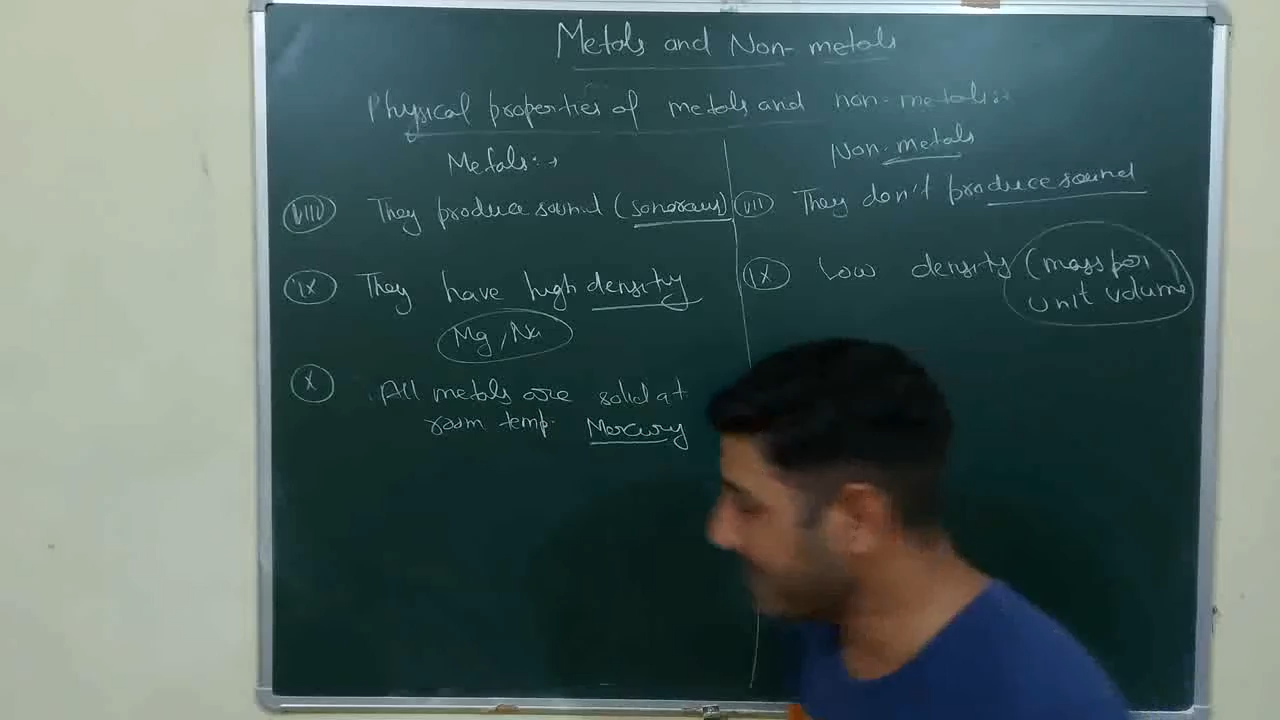 Metals and Non-metals
Physical properties of metals and non-metals:→
Metals:→
(viii) They produce sound (sonorous)
(ix) They have high density
Mg, Na
(x) All metals are solid at
room temp. Mercury
Non-metals
(vii) They don't produce sound
(ix) Low density (mass per
unit volume)